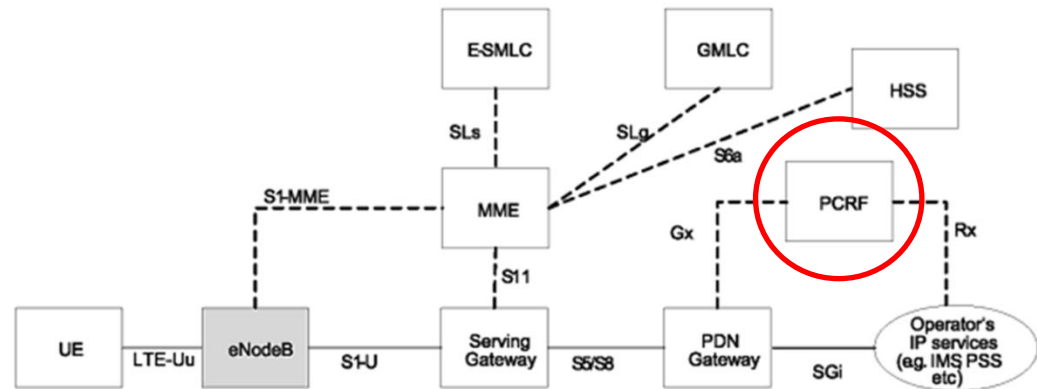 E-SMLC
GMLC
HSS
SLs
SLg
S6a
S1-MME
MME
PCRF
Gx
Rx
S11
UE
LTE-Uu
eNodeB
S1-U
Serving
Gateway
S5/S8
PDN
Gateway
SGi
Operator's
IP services
(e.g. IMS, PSS
etc)